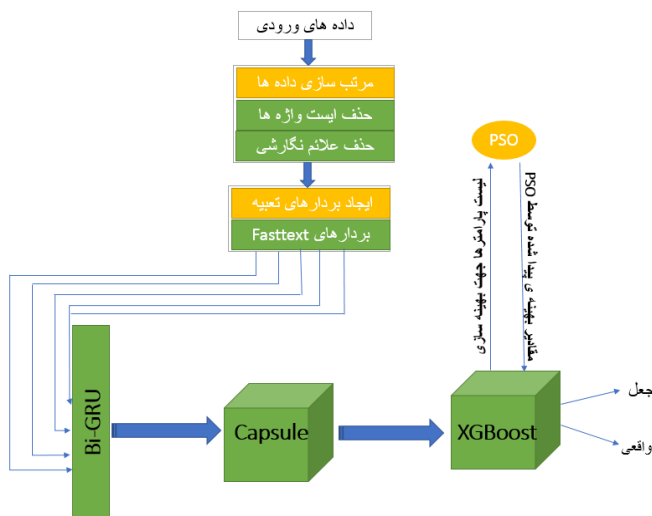 داده های ورودی
مرتب سازی داده ها
حذف ایست واژه ها
حذف علائم نگارشی
ایجاد بردارهای تعبیه
بردارهای Fasttext
PSO
لیست پارامترها جهت بهینه سازی
مقادیر بهینه ی پیدا شده توسط PSO
Bi-GRU
Capsule
XGBoost
جعل
واقعی